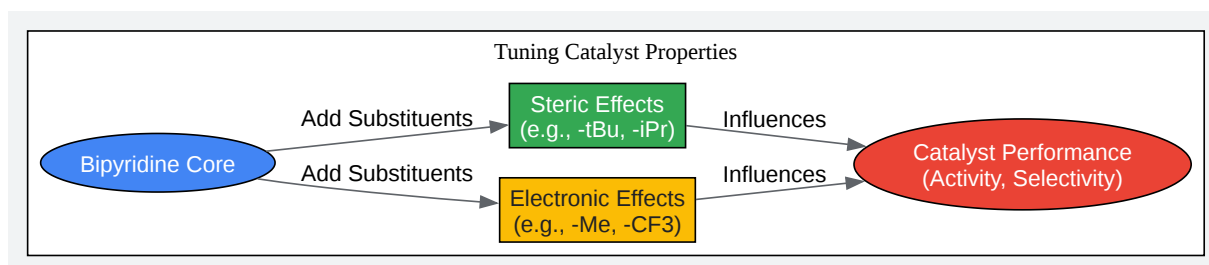 Tuning Catalyst Properties
Bipyridine Core
Add Substituents
Add Substituents
Steric Effects
(e.g., -tBu, -iPr)
Electronic Effects
(e.g., -Me, -CF3)
Influences
Influences
Catalyst Performance
(Activity, Selectivity)